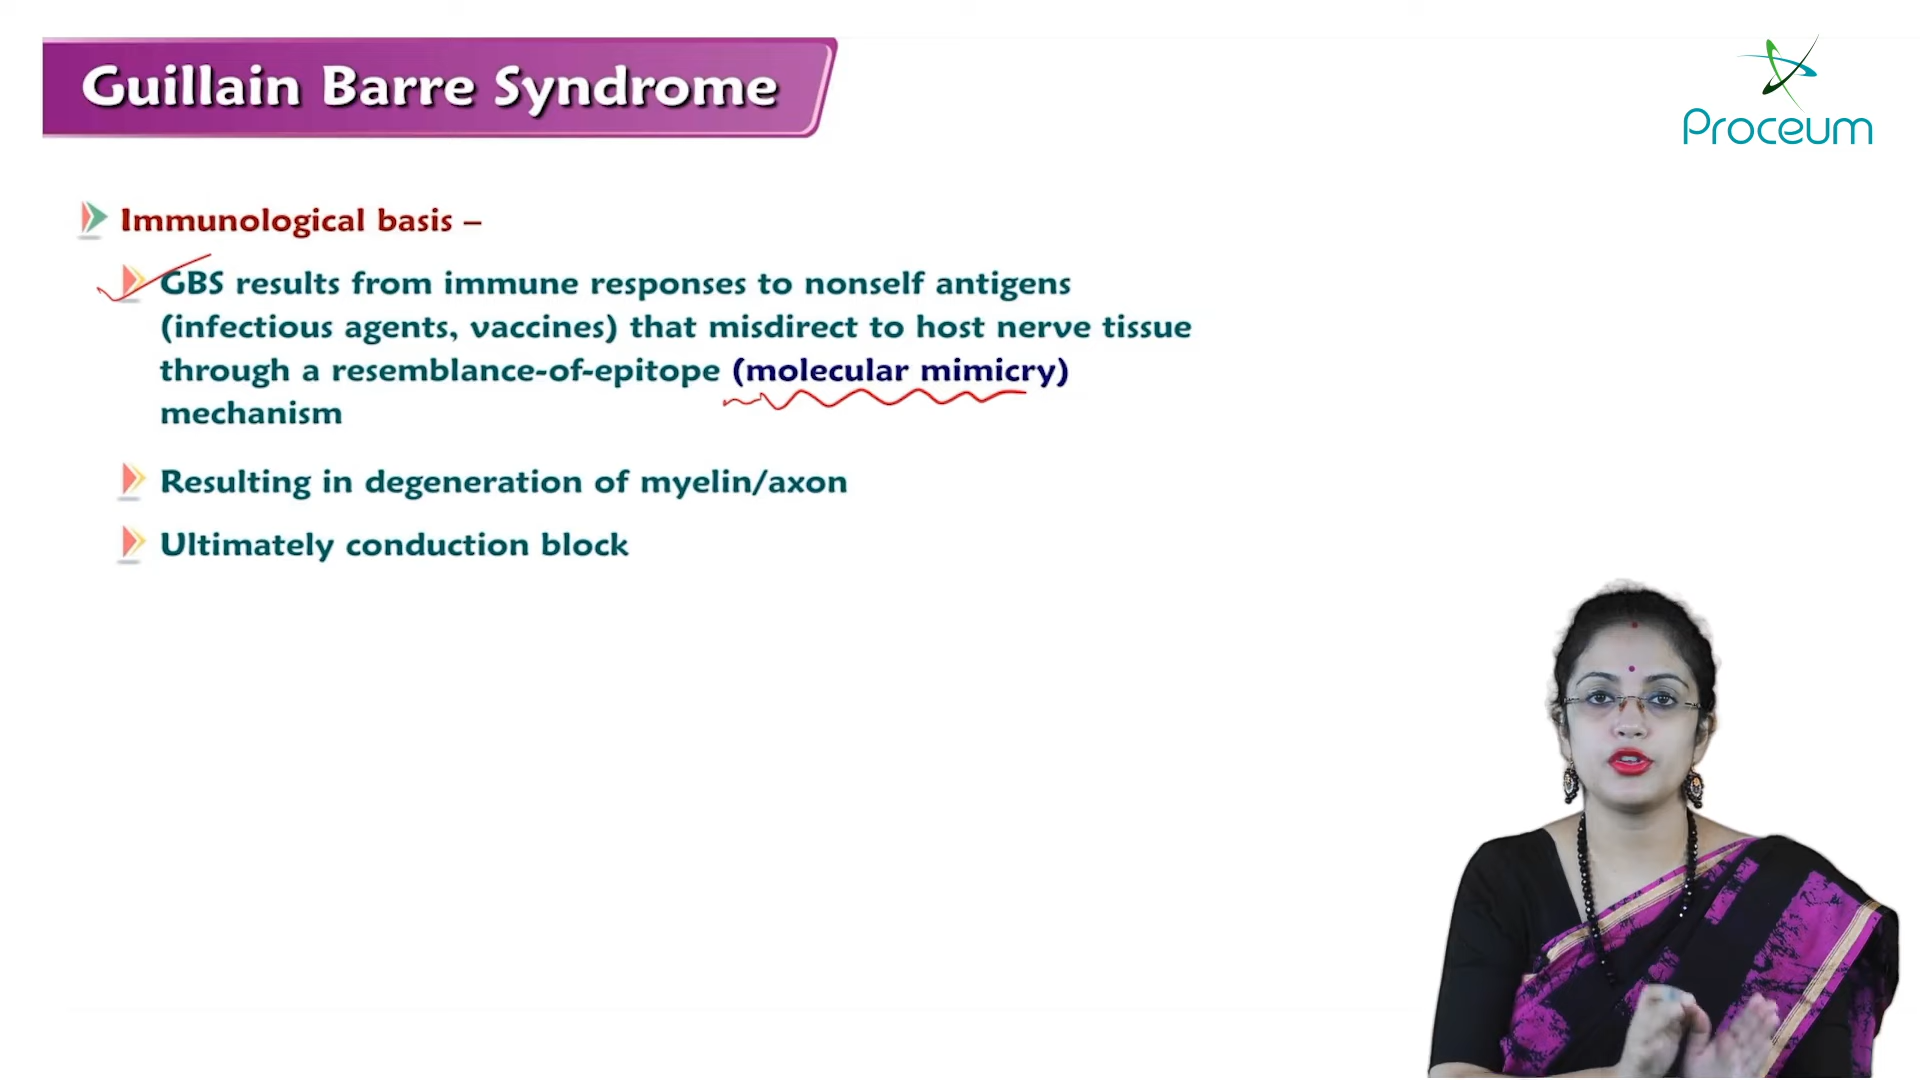 Guillain Barre Syndrome
Proceum
Immunological basis –
GBS results from immune responses to nonself antigens
(infectious agents, vaccines) that misdirect to host nerve tissue
through a resemblance-of-epitope (molecular mimicry)
mechanism
Resulting in degeneration of myelin/axon
Ultimately conduction block